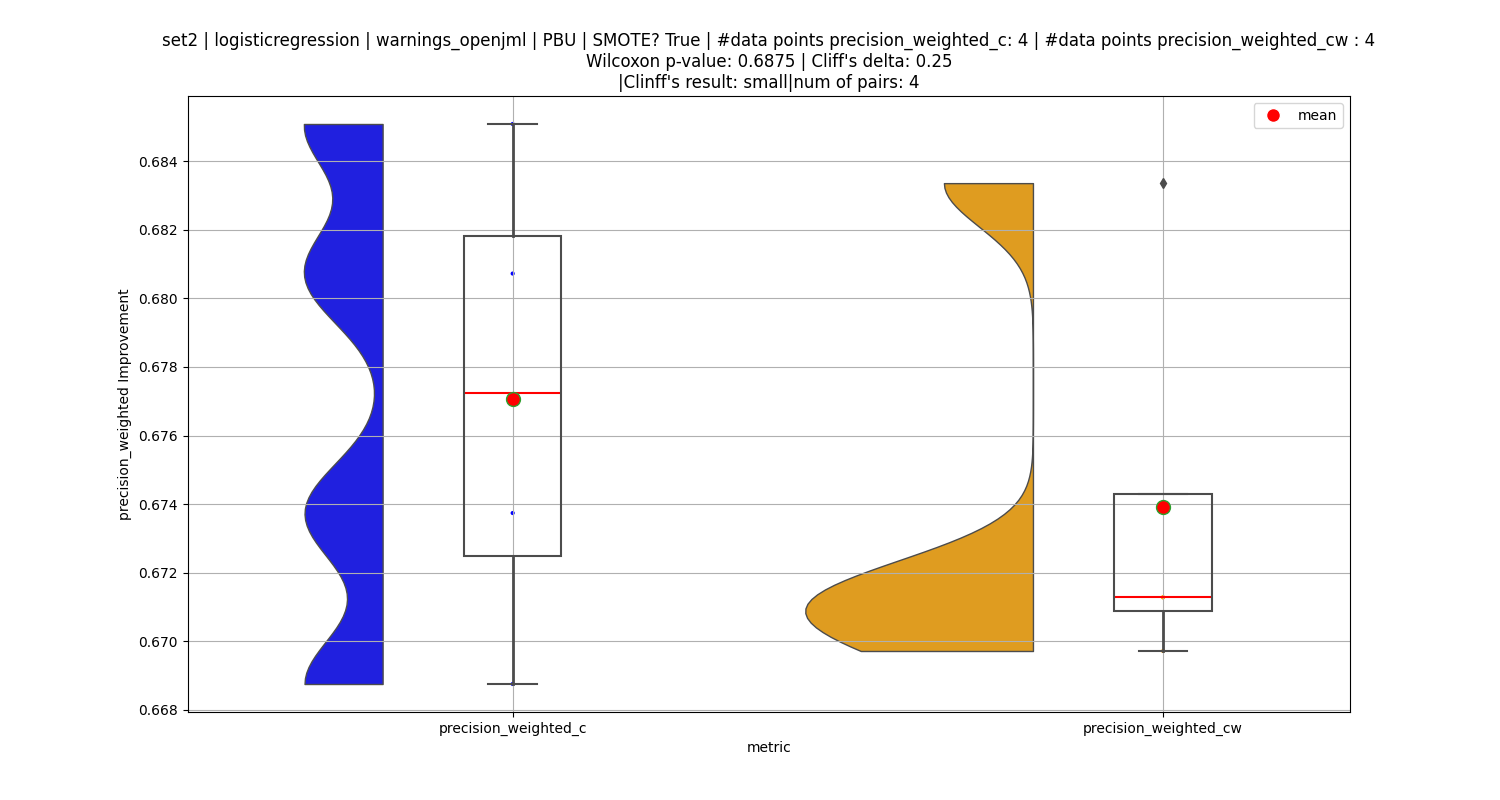 set2 | logisticregression | warnings_openjml | PBU | SMOTE? True | #data points precision_weighted_c: 4 | #data points precision_weighted_cw : 4
Wilcoxon p-value: 0.6875 | Cliff's delta: 0.25
|Clinff's result: small|num of pairs: 4
mean
0.684
0.682
0.680
0.678
0.676
0.674
0.672
0.670
0.668
precision_weighted Improvement
precision_weighted_c
precision_weighted_cw
metric